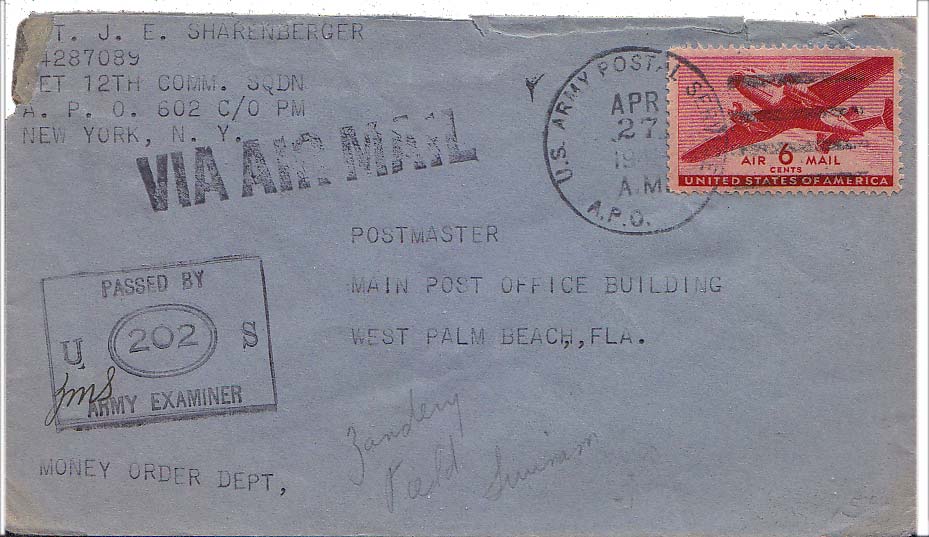 T. J. E. SHARENBERGER
4287089
ET 12TH COMM. SQDN
A. P. O. 602 C/O PM
NEW YORK, N. Y.
VIA AIR MAIL
U.S. ARMY POSTAL
APR
27
19
A.M.
A.P.O.
AIR 6 MAIL
CENTS
UNITED STATES OF AMERICA
POSTMASTER
MAIN POST OFFICE BUILDING
WEST PALM BEACH, FLA.
PASSED BY
U 202 S
ARMY EXAMINER
MONEY ORDER DEPT,